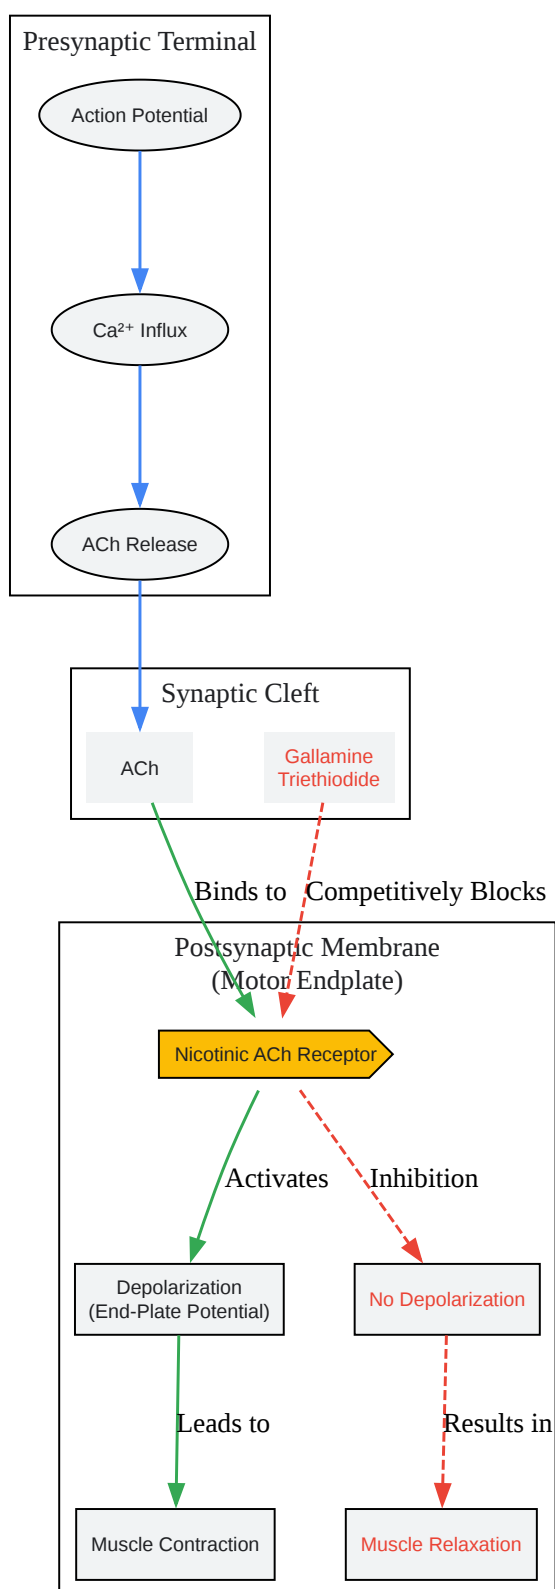 Presynaptic Terminal
Action Potential
Ca²⁺ Influx
ACh Release
Synaptic Cleft
ACh
Gallamine
Triethiodide
Binds to
Competitively Blocks
Postsynaptic Membrane
(Motor Endplate)
Nicotinic ACh Receptor
Activates
Inhibition
Depolarization
(End-Plate Potential)
No Depolarization
Leads to
Results in
Muscle Contraction
Muscle Relaxation